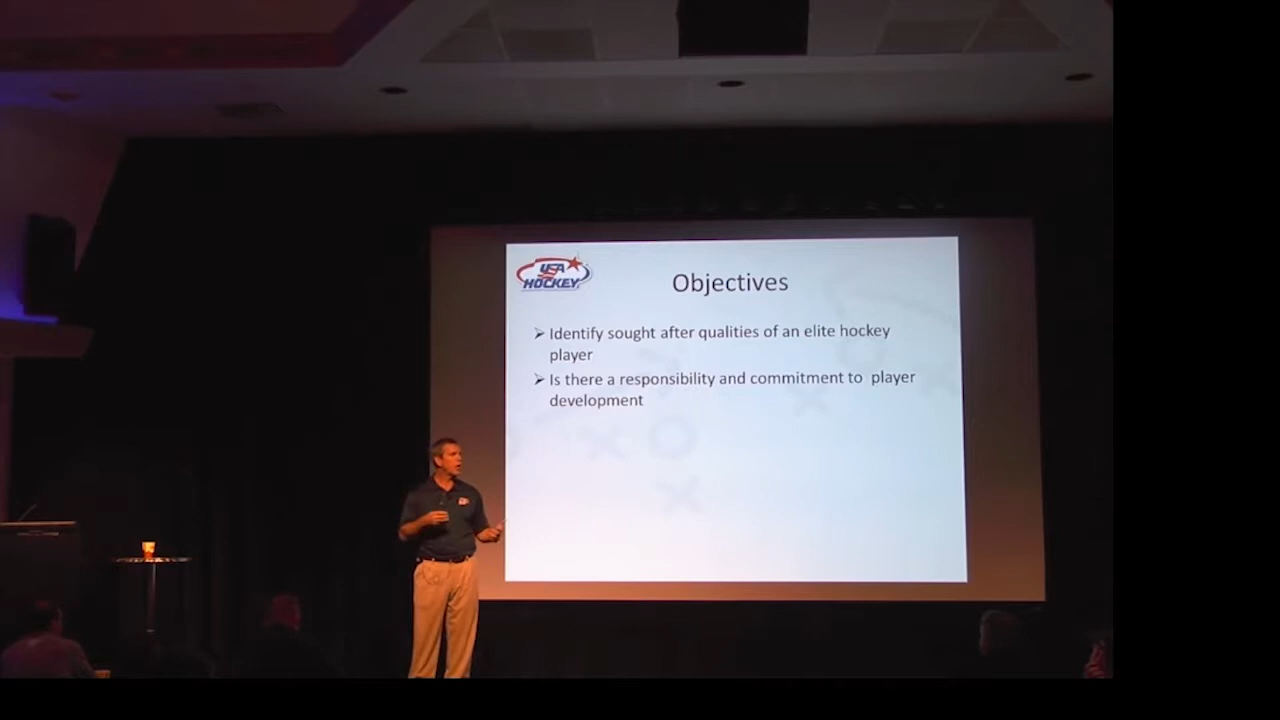 USA
HOCKEY
Objectives
➢ Identify sought after qualities of an elite hockey
player
➢ Is there a responsibility and commitment to player
development